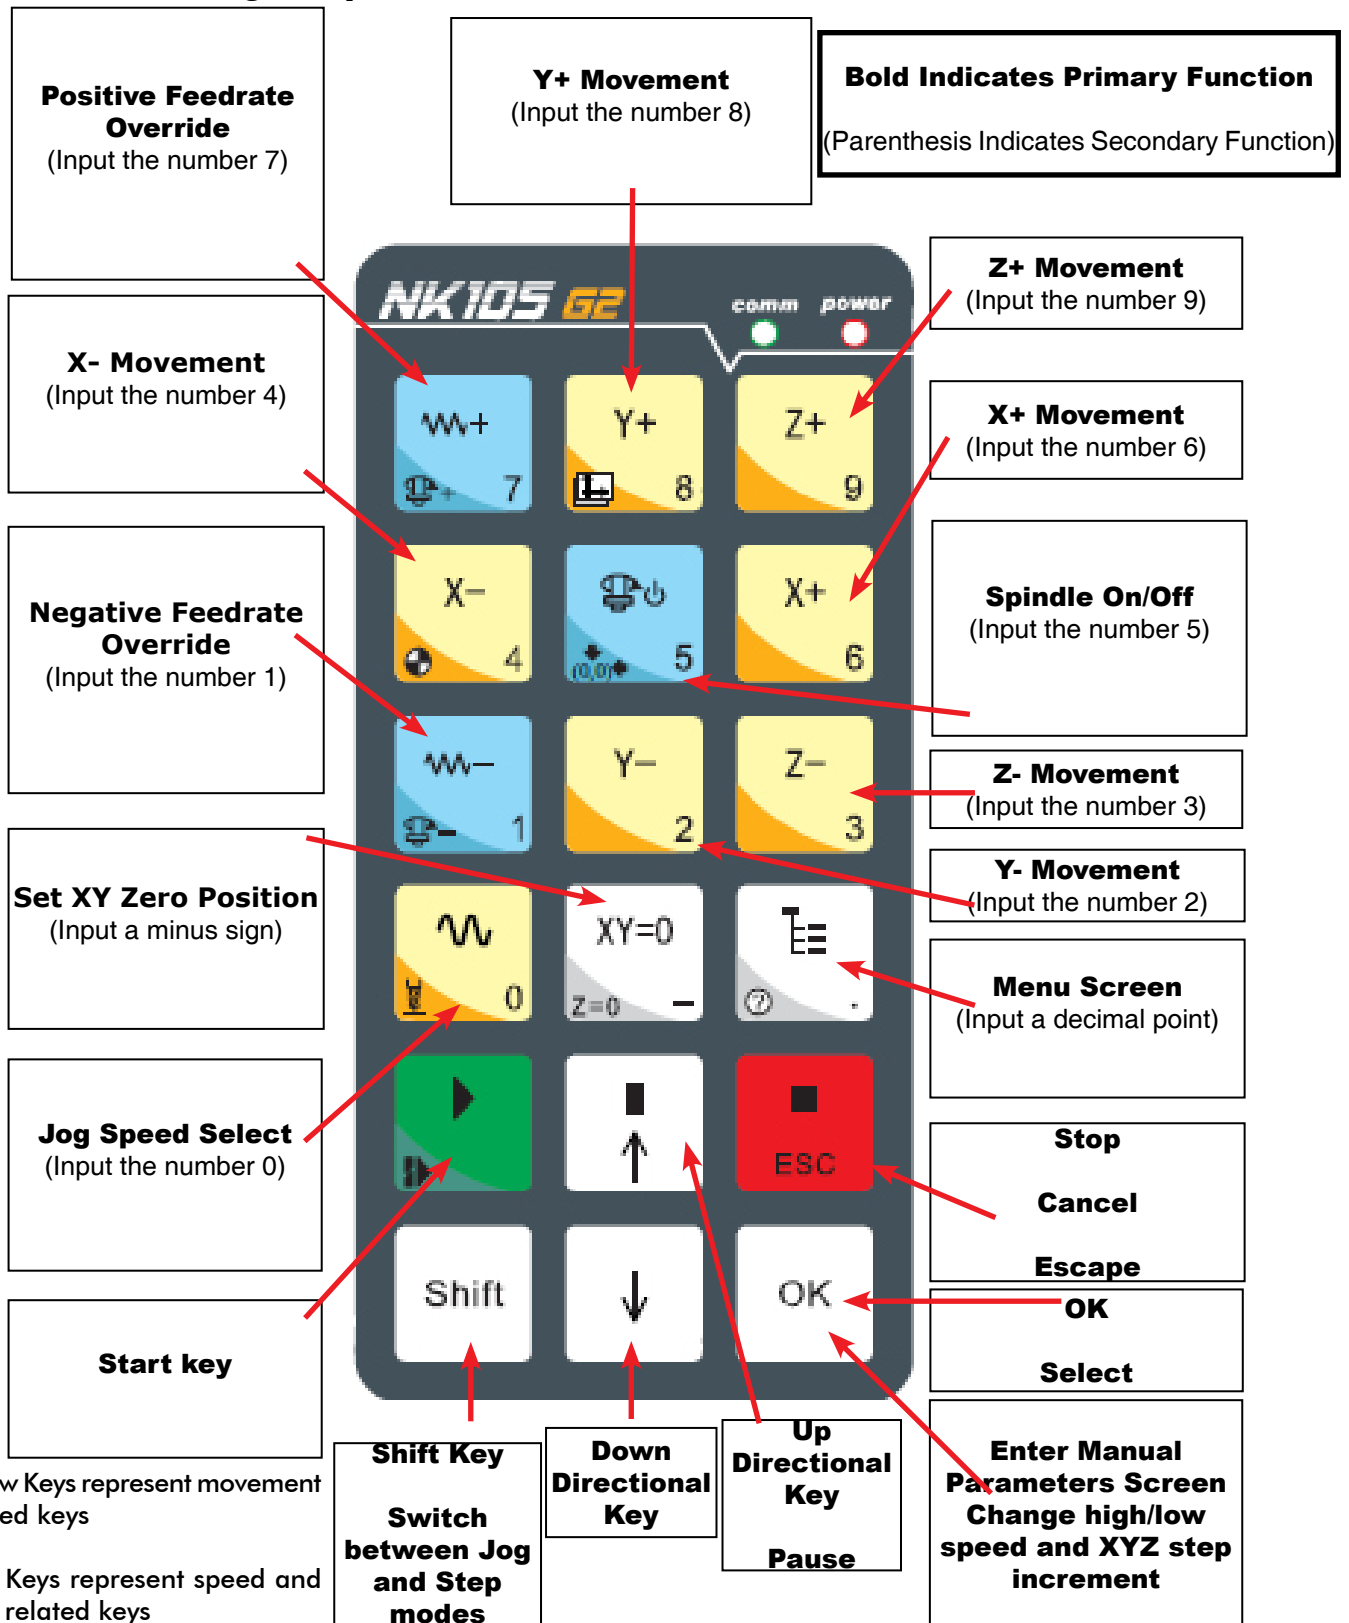 Positive Feedrate
Override
(Input the number 7)
Y+ Movement
(Input the number 8)
Bold Indicates Primary Function
(Parenthesis Indicates Secondary Function)
X- Movement
(Input the number 4)
Z+ Movement
(Input the number 9)
X+ Movement
(Input the number 6)
Negative Feedrate
Override
(Input the number 1)
Spindle On/Off
(Input the number 5)
Z- Movement
(Input the number 3)
Set XY Zero Position
(Input a minus sign)
Y- Movement
(Input the number 2)
Menu Screen
(Input a decimal point)
Jog Speed Select
(Input the number 0)
Stop
Cancel
Escape
Start key
OK
Select
Enter Manual
Parameters Screen
Change high/low
speed and XYZ step
increment
NK105 G2
comm power
+ Y+ Z+
+ 7 8 9
X- X+
4 (0,0) 5 6
- Y- Z-
- 1 2 3
XY=0
0 Z=0 - ? .
ESC
Shift OK
Shift Key
Switch
between Jog
and Step
modes
Down
Directional
Key
Up
Directional
Key
Pause
Keys represent movement
keys
Keys represent speed and
related keys